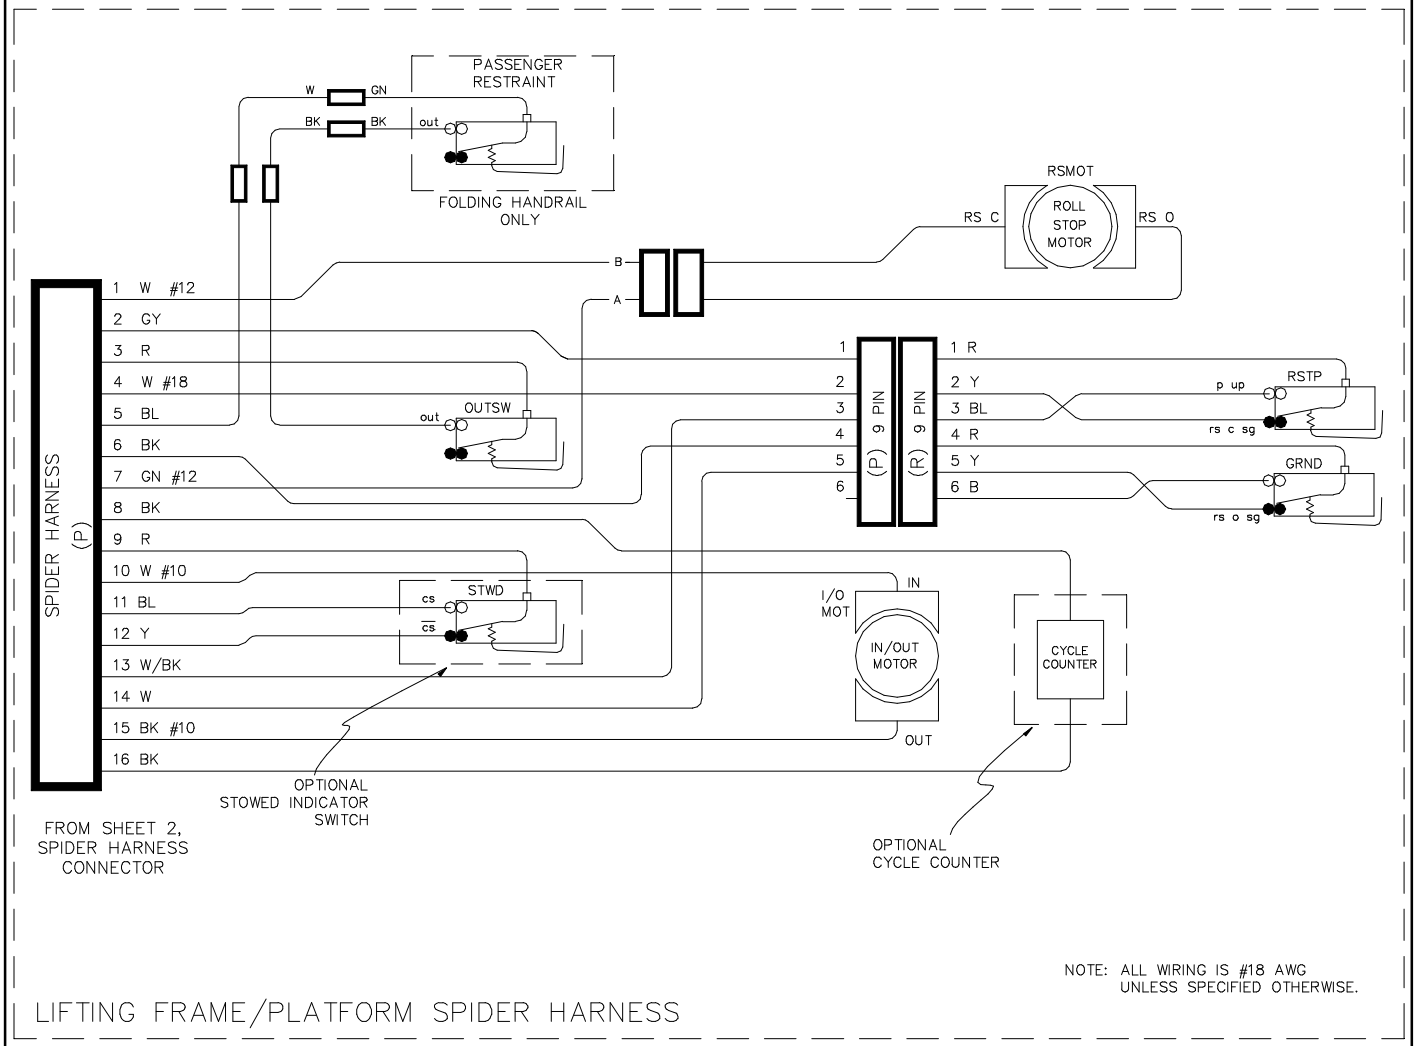 PASSENGER
RESTRAINT
W GN
BK BK out
FOLDING HANDRAIL
ONLY
RSMOT
RS C
ROLL
STOP
MOTOR
RS O
B
A
SPIDER HARNESS
(P)
1 W #12
2 GY
3 R
4 W #18
5 BL
6 BK
7 GN #12
8 BK
9 R
10 W #10
11 BL
12 Y
13 W/BK
14 W
15 BK #10
16 BK
out OUTSW
1
2
3
4
5
6
(P) 9 PIN
(R) 9 PIN
1 R
2 Y
3 BL
4 R
5 Y
6 B
p up RSTP
rs c sg
GRND
rs o sg
cs STWD
c̅s̅
I/O
MOT
IN
IN/OUT
MOTOR
OUT
CYCLE
COUNTER
OPTIONAL
STOWED INDICATOR
SWITCH
OPTIONAL
CYCLE COUNTER
FROM SHEET 2,
SPIDER HARNESS
CONNECTOR
NOTE: ALL WIRING IS #18 AWG
UNLESS SPECIFIED OTHERWISE.
LIFTING FRAME/PLATFORM SPIDER HARNESS